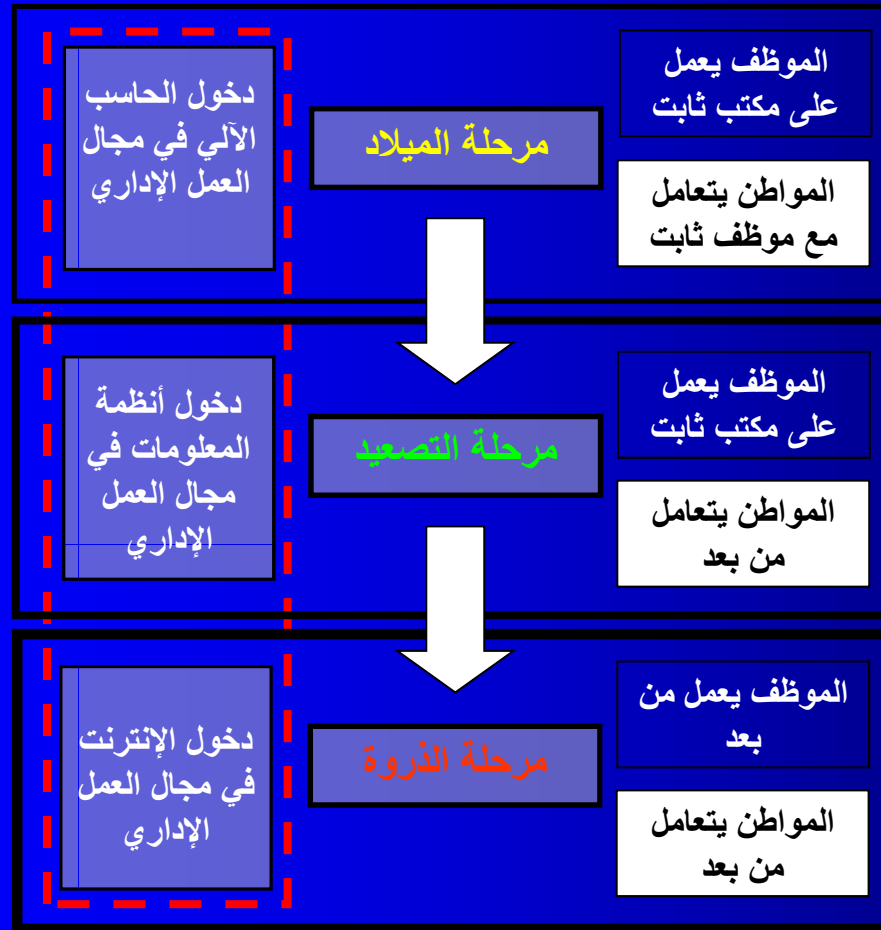 الموظف يعمل
على مكتب ثابت
المواطن يتعامل
مع موظف ثابت
مرحلة الميلاد
دخول الحاسب
الآلي في مجال
العمل الإداري
الموظف يعمل
على مكتب ثابت
المواطن يتعامل
من بعد
مرحلة التصعيد
دخول أنظمة
المعلومات في
مجال العمل
الإداري
الموظف يعمل من
بعد
المواطن يتعامل
من بعد
مرحلة الذروة
دخول الإنترنت
في مجال العمل
الإداري